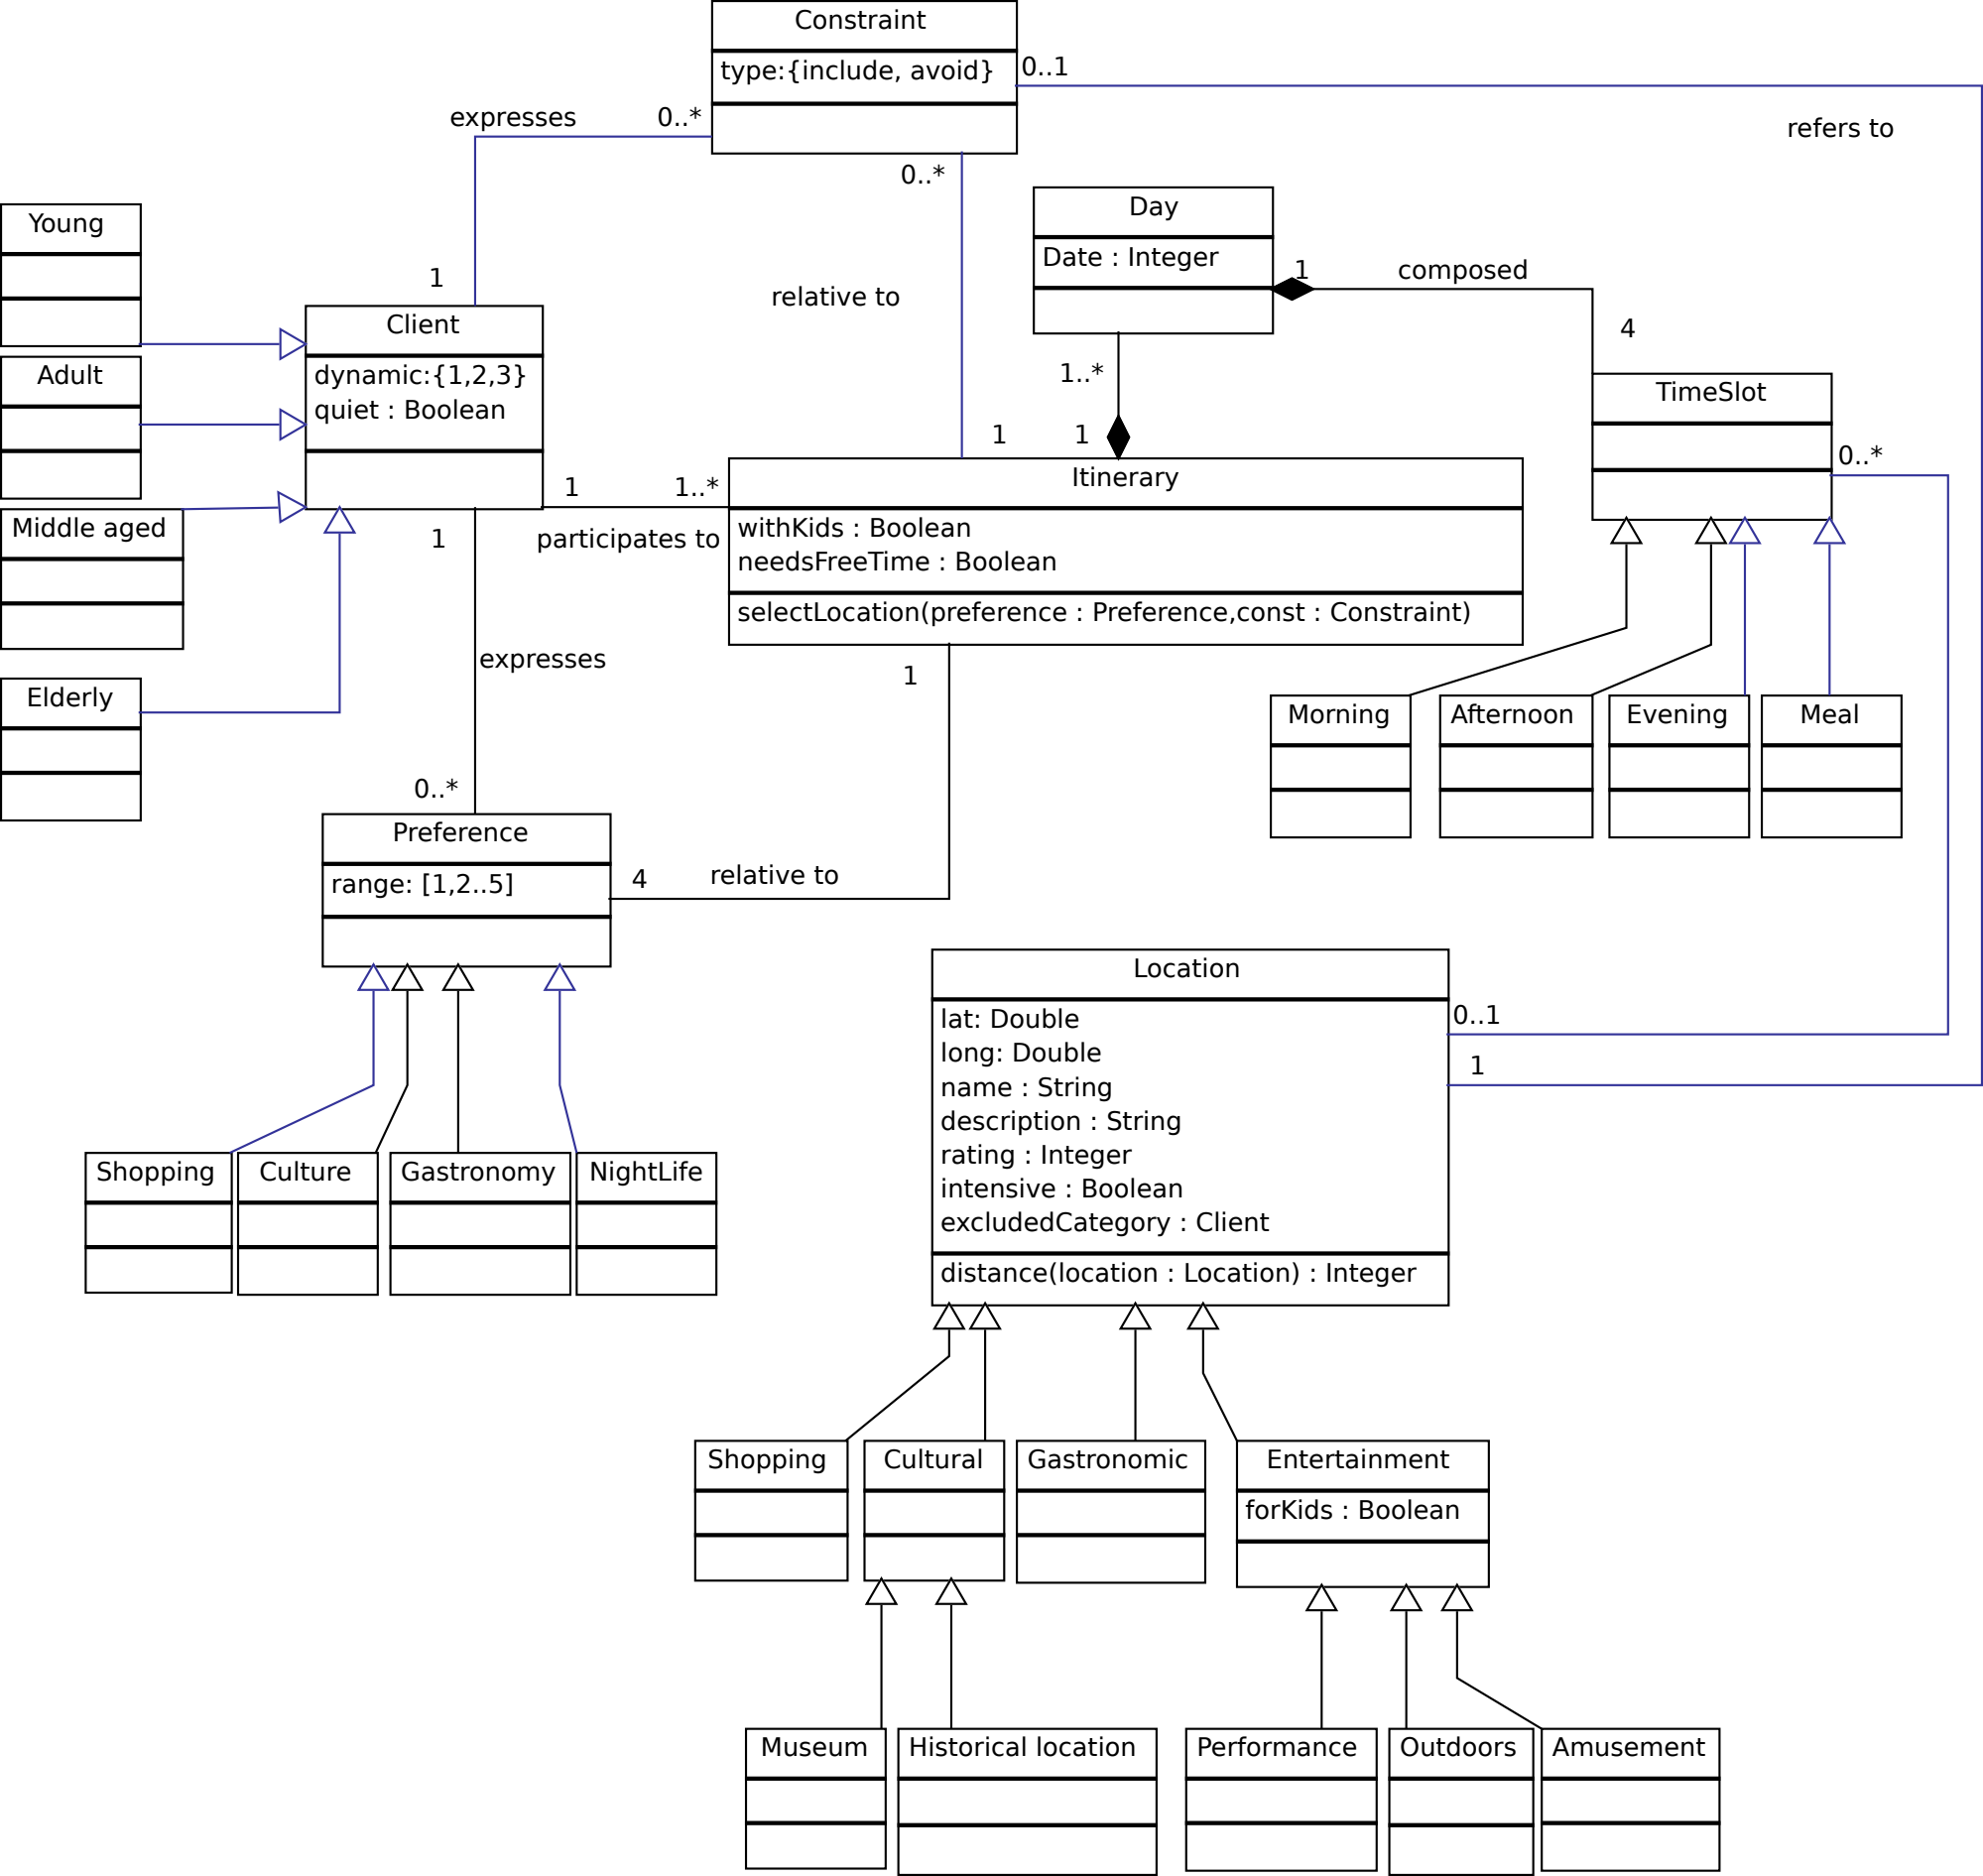 Constraint
type:{include, avoid}
0..1
expresses
0..*
refers to
0..*
Day
Date : Integer
1
composed
4
Young
1
relative to
Client
dynamic:{1,2,3}
quiet : Boolean
Adult
1..*
TimeSlot
0..*
1
1
Itinerary
withKids : Boolean
needsFreeTime : Boolean
selectLocation(preference : Preference,const : Constraint)
1
1..*
participates to
Middle aged
1
expresses
1
Elderly
Morning
Afternoon
Evening
Meal
0..*
Preference
range: [1,2..5]
4
relative to
Location
lat: Double
long: Double
name : String
description : String
rating : Integer
intensive : Boolean
excludedCategory : Client
distance(location : Location) : Integer
0..1
1
Shopping
Culture
Gastronomy
NightLife
Shopping
Cultural
Gastronomic
Entertainment
forKids : Boolean
Museum
Historical location
Performance
Outdoors
Amusement